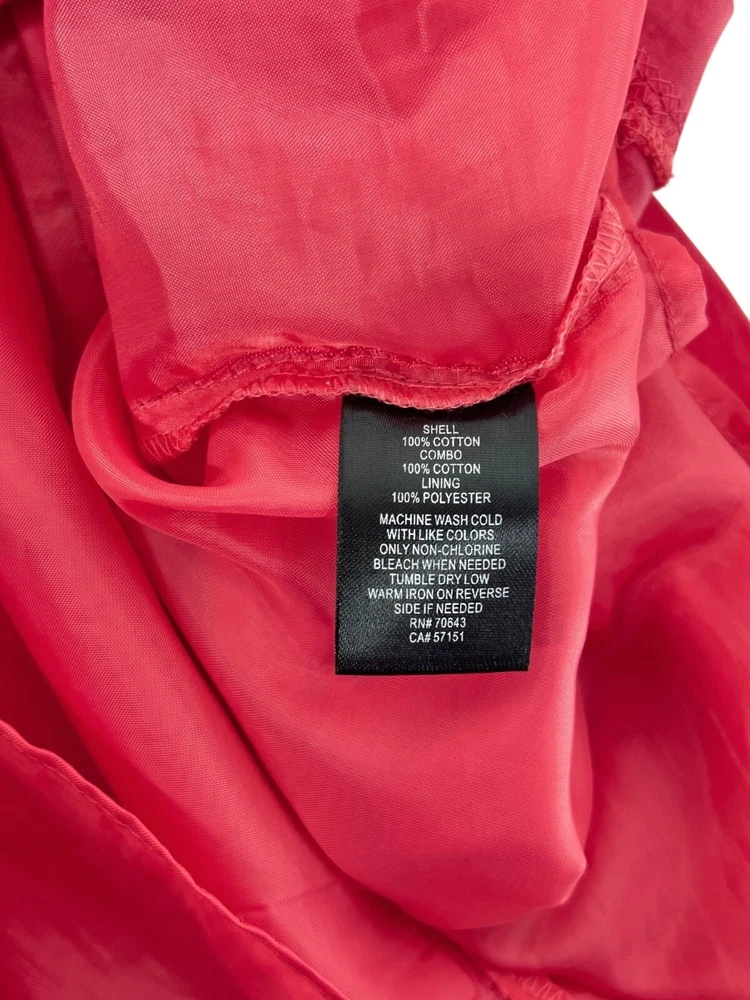 SHELL
100% COTTON
COMBO
100% COTTON
LINING
100% POLYESTER
MACHINE WASH COLD
WITH LIKE COLORS
ONLY NON-CHLORINE
BLEACH WHEN NEEDED
TUMBLE DRY LOW
WARM IRON ON REVERSE
SIDE IF NEEDED
RN# 70643
CA# 57151